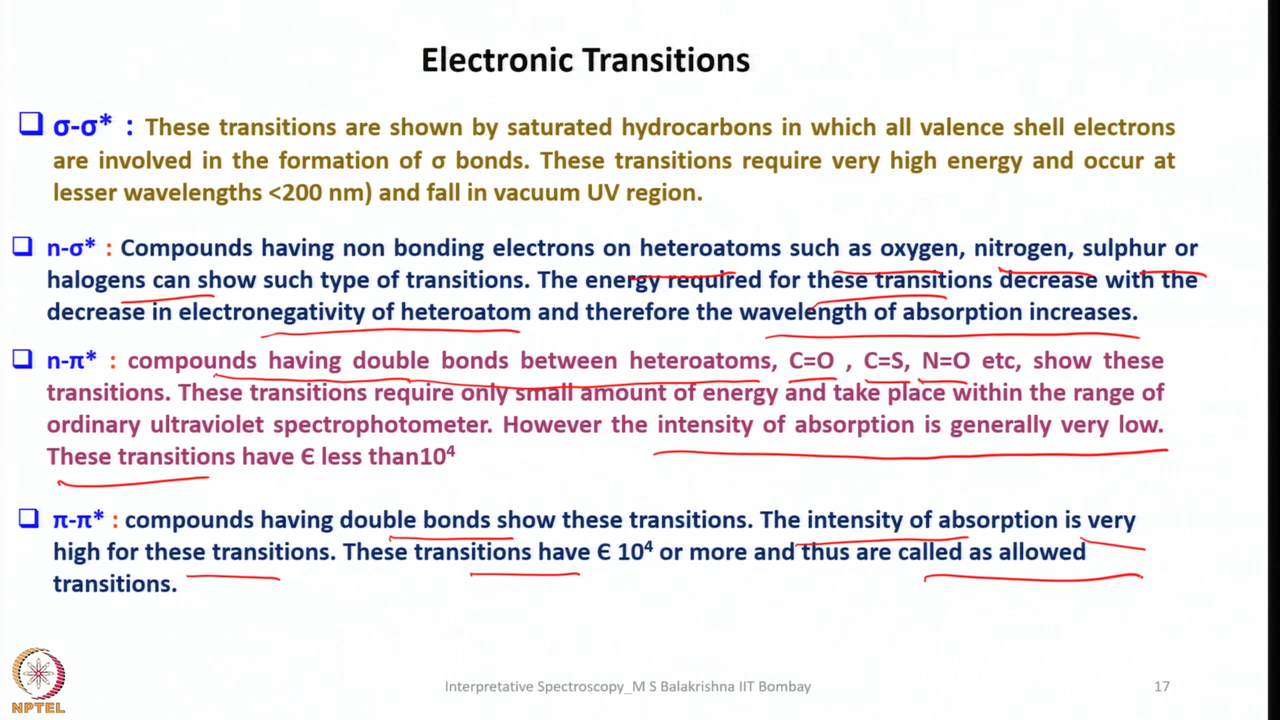 Electronic Transitions
❑ σ-σ* : These transitions are shown by saturated hydrocarbons in which all valence shell electrons
are involved in the formation of σ bonds. These transitions require very high energy and occur at
lesser wavelengths <200 nm) and fall in vacuum UV region.
❑ n-σ* : Compounds having non bonding electrons on heteroatoms such as oxygen, nitrogen, sulphur or
halogens can show such type of transitions. The energy required for these transitions decrease with the
decrease in electronegativity of heteroatom and therefore the wavelength of absorption increases.
❑ n-π* : compounds having double bonds between heteroatoms, C=O , C=S, N=O etc, show these
transitions. These transitions require only small amount of energy and take place within the range of
ordinary ultraviolet spectrophotometer. However the intensity of absorption is generally very low.
These transitions have Є less than10⁴
❑ π-π* : compounds having double bonds show these transitions. The intensity of absorption is very
high for these transitions. These transitions have Є 10⁴ or more and thus are called as allowed
transitions.
NPTEL
Interpretative Spectroscopy_M S Balakrishna IIT Bombay
17